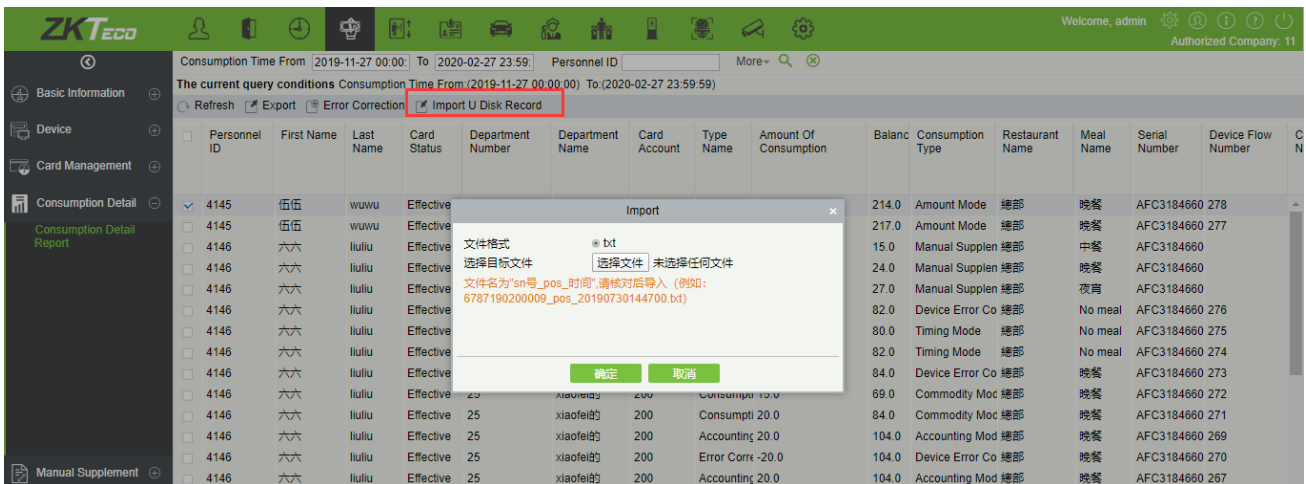 ZKTECO
Welcome, admin
Authorized Company: 11
Consumption Time From 2019-11-27 00:00: To 2020-02-27 23:59: Personnel ID More
The current query conditions Consumption Time From:(2019-11-27 00:00:00) To:(2020-02-27 23:59:59)
Refresh Export Error Correction Import U Disk Record
Basic Information
Device
Card Management
Consumption Detail
Consumption Detail Report
Manual Supplement
Personnel ID First Name Last Name Card Status Department Number Department Name Card Account Type Name Amount Of Consumption Balanc Consumption Type Restaurant Name Meal Name Serial Number Device Flow Number
4145 伍伍 wuwu Effective 214.0 Amount Mode 總部 晚餐 AFC3184660 278
4145 伍伍 wuwu Effective 217.0 Amount Mode 總部 晚餐 AFC3184660 277
4146 六六 liuliu Effective 15.0 Manual Supplen 總部 中餐 AFC3184660
4146 六六 liuliu Effective 24.0 Manual Supplen 總部 晚餐 AFC3184660
4146 六六 liuliu Effective 27.0 Manual Supplen 總部 夜宵 AFC3184660
4146 六六 liuliu Effective 82.0 Device Error Co 總部 No meal AFC3184660 276
4146 六六 liuliu Effective 80.0 Timing Mode 總部 No meal AFC3184660 275
4146 六六 liuliu Effective 82.0 Timing Mode 總部 No meal AFC3184660 274
4146 六六 liuliu Effective 84.0 Device Error Co 總部 晚餐 AFC3184660 273
4146 六六 liuliu Effective 25 xiaofei的 200 Consumpti 15.0 69.0 Commodity Mod 總部 晚餐 AFC3184660 272
4146 六六 liuliu Effective 25 xiaofei的 200 Consumpti 20.0 84.0 Commodity Mod 總部 晚餐 AFC3184660 271
4146 六六 liuliu Effective 25 xiaofei的 200 Accounting 20.0 104.0 Accounting Mod 總部 晚餐 AFC3184660 269
4146 六六 liuliu Effective 25 xiaofei的 200 Error Corre -20.0 104.0 Device Error Co 總部 晚餐 AFC3184660 270
4146 六六 liuliu Effective 25 xiaofei的 200 Accounting 20.0 104.0 Accounting Mod 總部 晚餐 AFC3184660 267
Import
文件格式 txt
选择目标文件 选择文件 未选择任何文件
文件名为"sn号_pos_时间",请核对后导入（例如:
6787190200009_pos_20190730144700.txt)
确定 取消